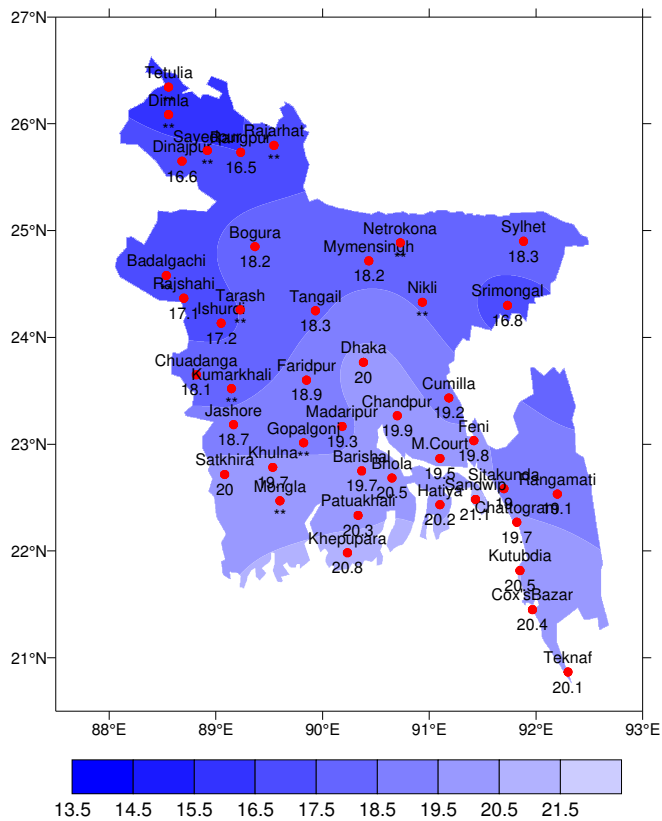 27°N
Tetulia
**
Dimla
**
26°N
Sayedpur
**
Rangpur
16.5
Rajarhat
**
Dinajpur
16.6
25°N
Bogura
18.2
Netrokona
**
Sylhet
18.3
Mymensingh
18.2
Badalgachi
**
Rajshahi
17.1
Nikli
**
Srimongal
16.8
Tarash
**
Ishurdi
17.2
Tangail
18.3
24°N
Dhaka
20
Chuadanga
18.1
Kumarkhali
**
Faridpur
18.9
Cumilla
19.2
Chandpur
19.9
Jashore
18.7
Madaripur
19.3
Feni
19.8
23°N
Gopalgonj
**
M.Court
19.5
Khulna
19.7
Satkhira
20
Barishal
19.7
Bhola
20.5
Mongla
**
Hatiya
20.2
Sandwip
21.1
Sitakunda
19
Rangamati
19.1
Patuakhali
20.3
Chattogram
19.7
22°N
Khepupara
20.8
Kutubdia
20.5
Cox'sBazar
20.4
21°N
Teknaf
20.1
88°E 89°E 90°E 91°E 92°E 93°E
13.5 14.5 15.5 16.5 17.5 18.5 19.5 20.5 21.5